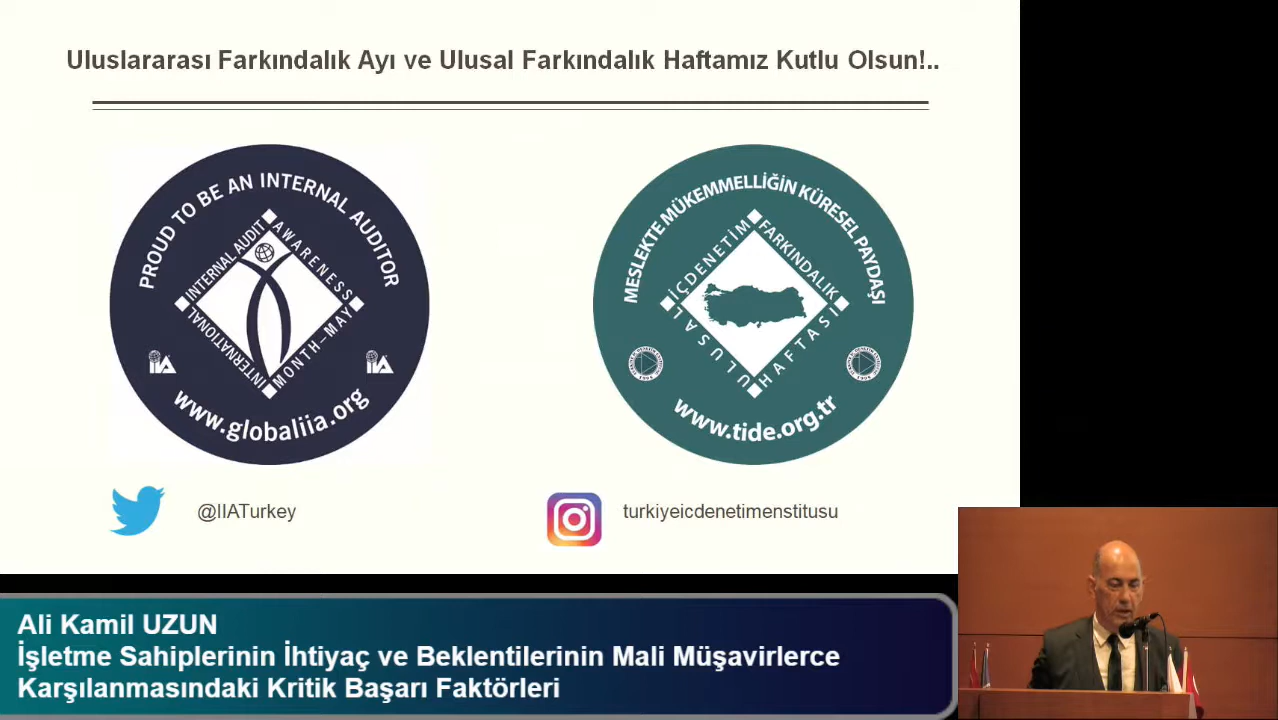 Uluslararası Farkındalık Ayı ve Ulusal Farkındalık Haftamız Kutlu Olsun!..
PROUD TO BE AN INTERNAL AUDITOR
INTERNATIONAL INTERNAL AUDIT
AWARENESS MONTH–MAY
IIA
IIA
www.globaliia.org
MESLEKTE MÜKEMMELLİĞİN KÜRESEL PAYDAŞI
ULUSAL İÇDENETİM
FARKINDALIK HAFTASI
www.tide.org.tr
@IIATurkey
turkiyeicdenetimenstitusu
Ali Kamil UZUN
İşletme Sahiplerinin İhtiyaç ve Beklentilerinin Mali Müşavirlerce
Karşılanmasındaki Kritik Başarı Faktörleri